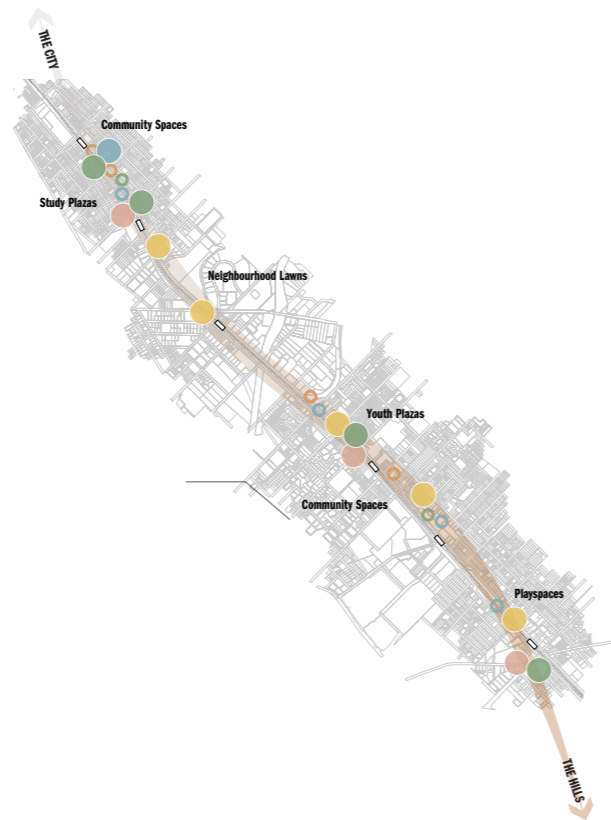 THE CITY
Community Spaces
Study Plazas
Neighbourhood Lawns
Youth Plazas
Community Spaces
Playspaces
THE HILLS